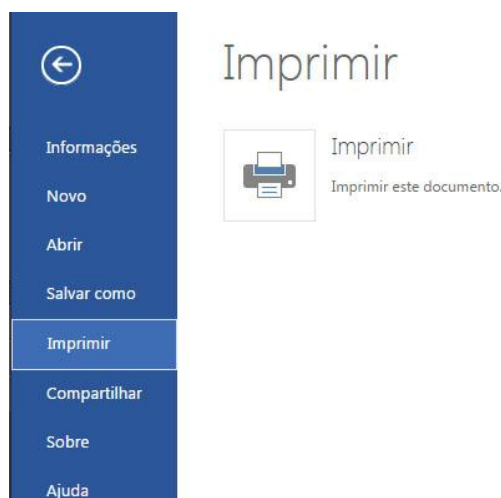 Imprimir
Informações
Novo
Abrir
Salvar como
Imprimir
Compartilhar
Sobre
Ajuda
Imprimir
Imprimir este documento.